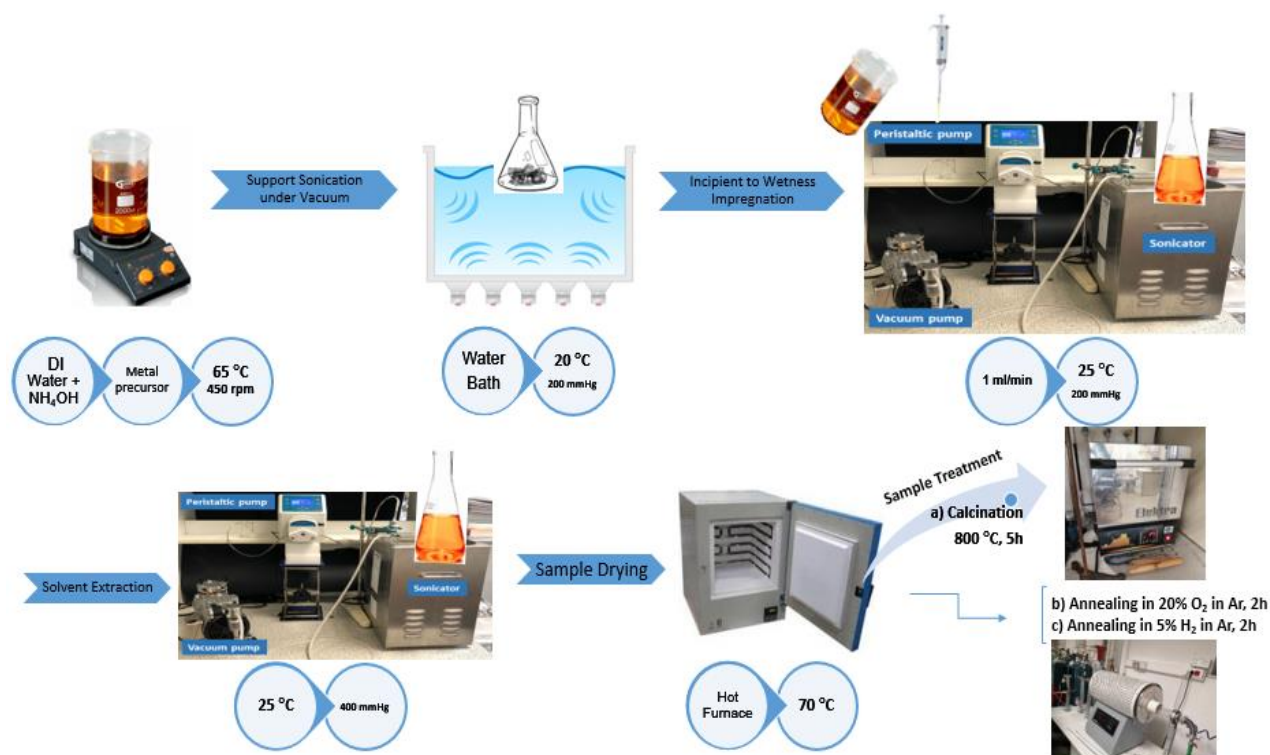 Support Sonication
under Vacuum
Incipient to Wetness
Impregnation
Peristaltic pump
Sonicator
Vacuum pump
DI
Water +
NH₄OH
Metal
precursor
65 °C
450 rpm
Water
Bath
20 °C
200 mmHg
1 ml/min
25 °C
200 mmHg
Solvent Extraction
Peristaltic pump
Sonicator
Vacuum pump
25 °C
400 mmHg
Sample Drying
Hot
Furnace
70 °C
Sample Treatment
a) Calcination
800 °C, 5h
Elektra
b) Annealing in 20% O₂ in Ar, 2h
c) Annealing in 5% H₂ in Ar, 2h